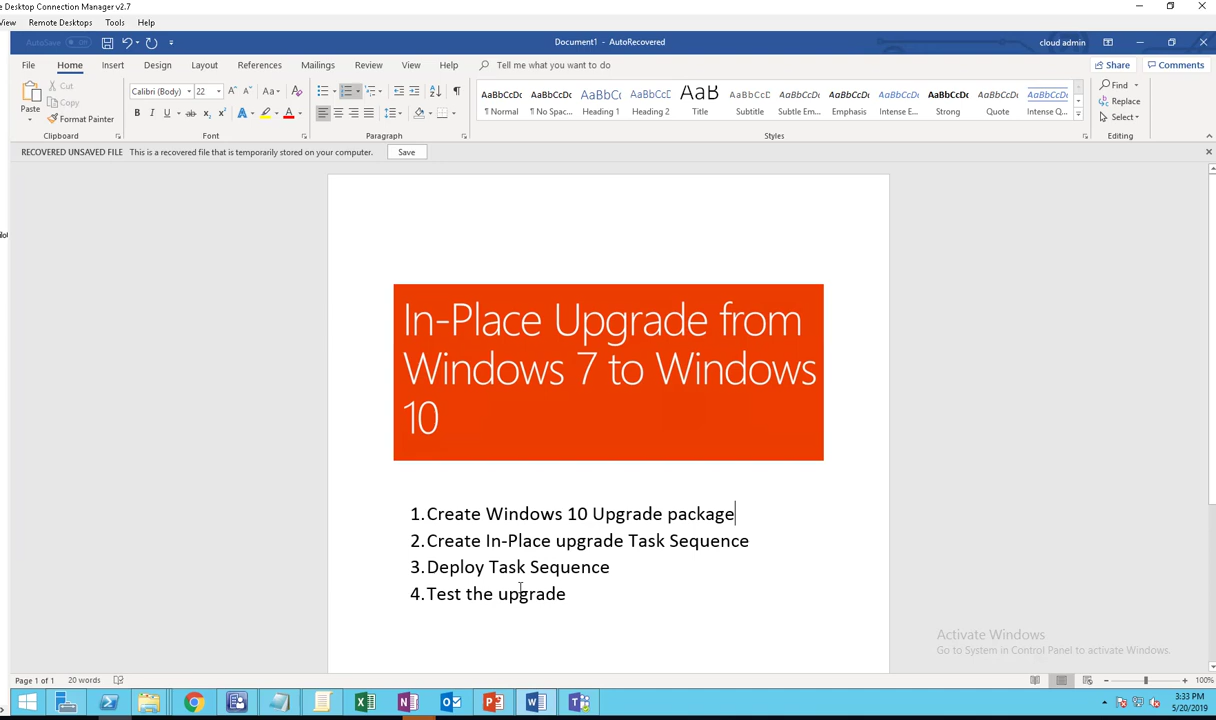 e Desktop Connection Manager v2.7
View Remote Desktops Tools Help
AutoSave Off Document1 - AutoRecovered cloud admin
File Home Insert Design Layout References Mailings Review View Help Tell me what you want to do Share Comments
Paste Cut Copy Format Painter
Calibri (Body) 22
AaBbCcDc AaBbCcDc AaBbC AaBbCcC AaB AaBbCcC AaBbCcDc AaBbCcDc AaBbCcDc AaBbCcDc AaBbCcDc AaBbCcDc
¶ Normal ¶ No Spac... Heading 1 Heading 2 Title Subtitle Subtle Em... Emphasis Intense E... Strong Quote Intense Q...
Find
Replace
Select
Clipboard Font Paragraph Styles Editing
RECOVERED UNSAVED FILE This is a recovered file that is temporarily stored on your computer. Save
In-Place Upgrade from
Windows 7 to Windows
10
1. Create Windows 10 Upgrade package
2. Create In-Place upgrade Task Sequence
3. Deploy Task Sequence
4. Test the upgrade
Activate Windows
Go to System in Control Panel to activate Windows.
Page 1 of 1 20 words 100%
3:33 PM
5/20/2019